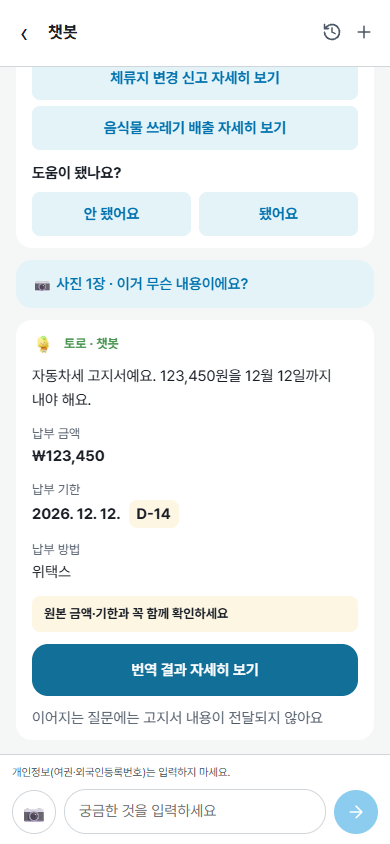 챗봇
체류지 변경 신고 자세히 보기
음식물 쓰레기 배출 자세히 보기
도움이 됐나요?
안 됐어요
됐어요
사진 1장 · 이거 무슨 내용이에요?
토로 · 챗봇
자동차세 고지서예요. 123,450원을 12월 12일까지
내야 해요.
납부 금액
₩123,450
납부 기한
2026. 12. 12. D-14
납부 방법
위택스
원본 금액·기한과 꼭 함께 확인하세요
번역 결과 자세히 보기
이어지는 질문에는 고지서 내용이 전달되지 않아요
개인정보(여권·외국인등록번호)는 입력하지 마세요.
궁금한 것을 입력하세요